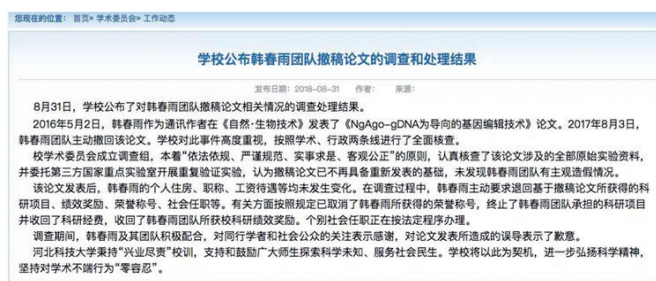 您现在的位置： 首页> 学术委员会> 工作动态
学校公布韩春雨团队撤稿论文的调查和处理结果
发布日期：2018-08-31 作者： 来源：
8月31日，学校公布了对韩春雨团队撤稿论文相关情况的调查处理结果。
2016年5月2日，韩春雨作为通讯作者在《自然·生物技术》发表了《NgAgo-gDNA为导向的基因编辑技术》论文。2017年8月3日，
韩春雨团队主动撤回该论文。学校对此事件高度重视，按照学术、行政两条线进行了全面核查。
校学术委员会成立调查组，本着“依法依规、严谨规范、实事求是、客观公正”的原则，认真核查了该论文涉及的全部原始实验资料，
并委托第三方国家重点实验室开展重复验证实验，认为撤稿论文已不再具备重新发表的基础，未发现韩春雨团队有主观造假情况。
该论文发表后，韩春雨的个人住房、职称、工资待遇等均未发生变化。在调查过程中，韩春雨主动要求退回基于撤稿论文所获得的科
研项目、绩效奖励、荣誉称号、社会任职等。有关方面按照规定已取消了韩春雨所获得的荣誉称号，终止了韩春雨团队承担的科研项目
并收回了科研经费，收回了韩春雨团队所获校科研绩效奖励。个别社会任职正在按法定程序办理。
调查期间，韩春雨及其团队积极配合，对同行学者和社会公众的关注表示感谢，对论文发表所造成的误导表示了歉意。
河北科技大学秉持“兴业尽责”校训，支持和鼓励广大师生探索科学未知、服务社会民生。学校将以此为契机，进一步弘扬科学精神，
坚持对学术不端行为“零容忍”。